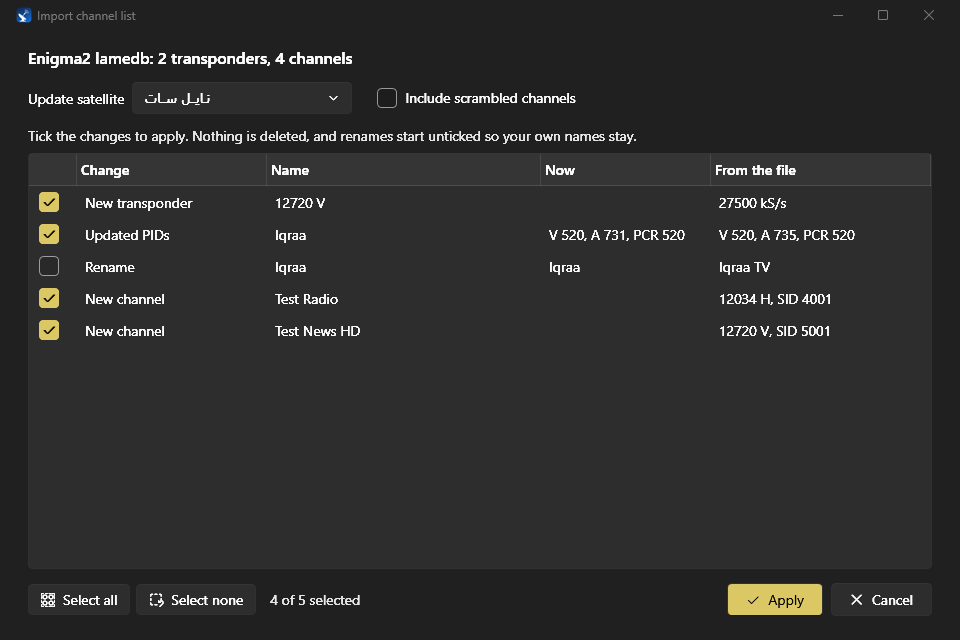 Import channel list
Enigma2 lamedb: 2 transponders, 4 channels
Update satellite نايل سات Include scrambled channels
Tick the changes to apply. Nothing is deleted, and renames start unticked so your own names stay.
Change Name Now From the file
New transponder 12720 V 27500 kS/s
Updated PIDs Iqraa V 520, A 731, PCR 520 V 520, A 735, PCR 520
Rename Iqraa Iqraa Iqraa TV
New channel Test Radio 12034 H, SID 4001
New channel Test News HD 12720 V, SID 5001
Select all Select none 4 of 5 selected Apply Cancel